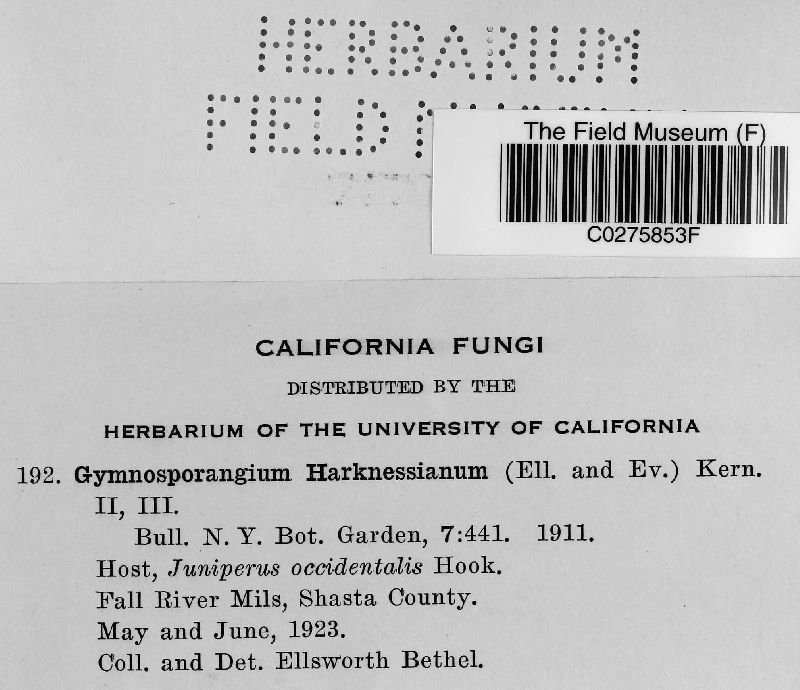 HERBARIUM
FIELD
The Field Museum (F)
C0275853F
CALIFORNIA FUNGI
DISTRIBUTED BY THE
HERBARIUM OF THE UNIVERSITY OF CALIFORNIA
192. Gymnosporangium Harknessianum (Ell. and Ev.) Kern.
II, III.
Bull. N. Y. Bot. Garden, 7:441. 1911.
Host, Juniperus occidentalis Hook.
Fall River Mils, Shasta County.
May and June, 1923.
Coll. and Det. Ellsworth Bethel.